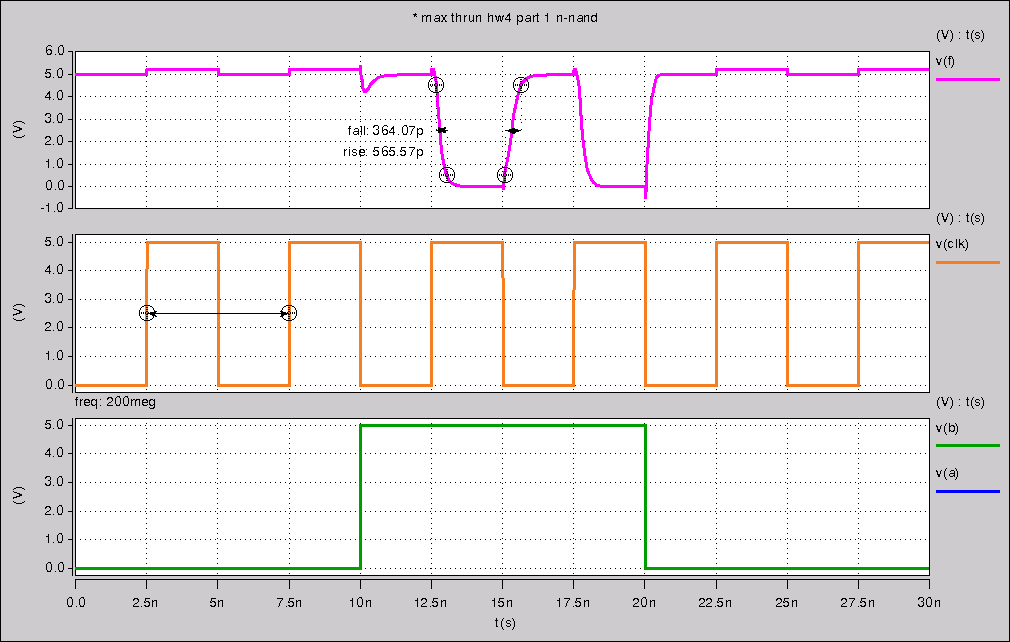 * max thrun hw4 part 1 n-nand
(V) : t(s)
v(f)
6.0
5.0
4.0
3.0
2.0
1.0
0.0
-1.0
(V)
fall: 364.07p
rise: 565.57p
(V) : t(s)
v(clk)
5.0
4.0
3.0
2.0
1.0
0.0
(V)
freq: 200meg
(V) : t(s)
v(b)
v(a)
5.0
4.0
3.0
2.0
1.0
0.0
(V)
0.0 2.5n 5n 7.5n 10n 12.5n 15n 17.5n 20n 22.5n 25n 27.5n 30n
t(s)